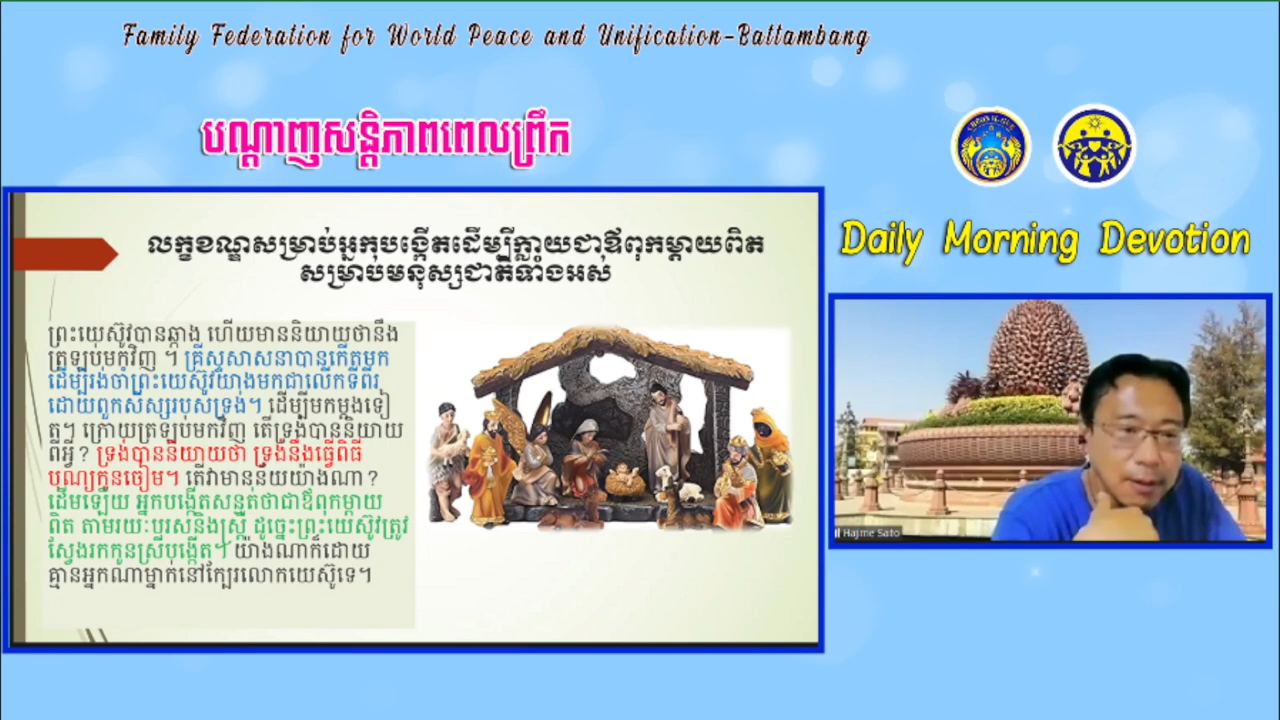 Family Federation for World Peace and Unification-Battambang
បណ្តាញសន្តិភាពពេលព្រឹក
Daily Morning Devotion
លក្ខខណ្ឌសម្រាប់អ្នកបង្កើតដើម្បីក្លាយជាឪពុកម្តាយពិត
សម្រាប់មនុស្សជាតិទាំងអស់
ព្រះយេស៊ូវបានឆ្កាង ហើយមាននិយាយថានឹង
ត្រឡប់មកវិញ ។ គ្រីស្ទសាសនាបានកើតមក
ដើម្បីរង់ចាំព្រះយេស៊ូវយាងមកជាលើកទីពីរ
ដោយពួកសិស្សរបស់ទ្រង់។ ដើម្បីមកម្តងទៀ
ត។ ក្រោយត្រឡប់មកវិញ តើទ្រង់បាននិយាយ
ពីអ្វី? ទ្រង់បាននិយាយថា ទ្រង់នឹងធ្វើពិធី
បុណ្យកូនចៀម។ តើវាមានន័យយ៉ាងណា?
ដើមឡើយ អ្នកបង្កើតសន្មតថាជាឪពុកម្តាយ
ពិត តាមរយៈបុរសនិងស្ត្រី ដូច្នេះព្រះយេស៊ូវត្រូវ
ស្វែងរកកូនស្រីបង្កើត។ យ៉ាងណាក៏ដោយ
គ្មានអ្នកណាម្នាក់នៅក្បែរលោកយេស៊ូទេ។
Hajime Saito